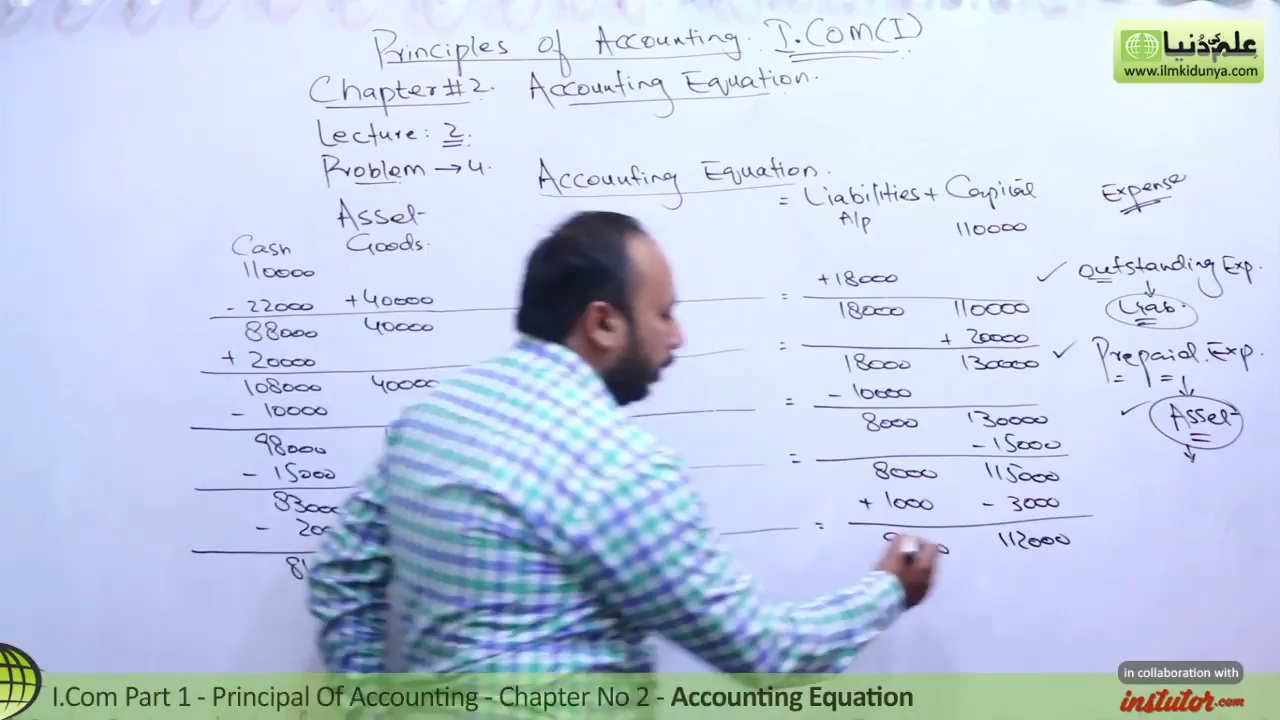 Principles of Accounting. I.COM(I)
Chapter#2. Accounting Equation.
Lecture: 2.
Problem → 4. Accounting Equation.
Asset = Liabilities + Capital Expense
Cash Goods. A/p 110000
110000 +18000 Outstanding Exp.
- 22000 +40000 = 18000 110000 Liab.
88000 40000 + 20000
+ 20000 = 18000 130000 Prepaid. Exp.
108000 40000 - 10000
- 10000 = 8000 130000 Asset
98000 - 15000
- 15000 = 8000 115000
83000 + 1000 - 3000
- 200 =
112000
علم کی دُنیا
www.ilmkidunya.com
I.Com Part 1 - Principal Of Accounting - Chapter No 2 - Accounting Equation
in collaboration with
instutor.com